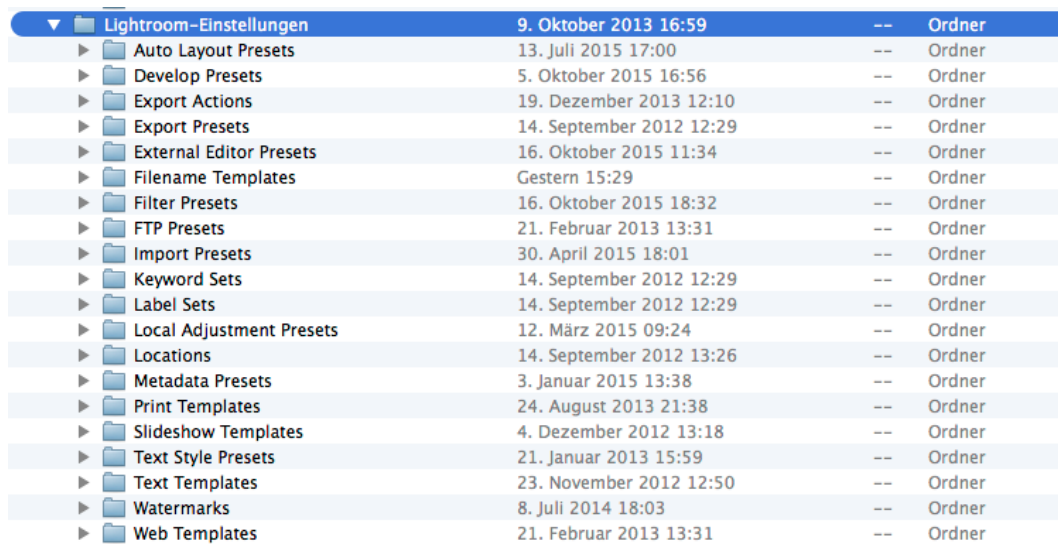 Lightroom-Einstellungen 9. Oktober 2013 16:59 -- Ordner
Auto Layout Presets 13. Juli 2015 17:00 -- Ordner
Develop Presets 5. Oktober 2015 16:56 -- Ordner
Export Actions 19. Dezember 2013 12:10 -- Ordner
Export Presets 14. September 2012 12:29 -- Ordner
External Editor Presets 16. Oktober 2015 11:34 -- Ordner
Filename Templates Gestern 15:29 -- Ordner
Filter Presets 16. Oktober 2015 18:32 -- Ordner
FTP Presets 21. Februar 2013 13:31 -- Ordner
Import Presets 30. April 2015 18:01 -- Ordner
Keyword Sets 14. September 2012 12:29 -- Ordner
Label Sets 14. September 2012 12:29 -- Ordner
Local Adjustment Presets 12. März 2015 09:24 -- Ordner
Locations 14. September 2012 13:26 -- Ordner
Metadata Presets 3. Januar 2015 13:38 -- Ordner
Print Templates 24. August 2013 21:38 -- Ordner
Slideshow Templates 4. Dezember 2012 13:18 -- Ordner
Text Style Presets 21. Januar 2013 15:59 -- Ordner
Text Templates 23. November 2012 12:50 -- Ordner
Watermarks 8. Juli 2014 18:03 -- Ordner
Web Templates 21. Februar 2013 13:31 -- Ordner